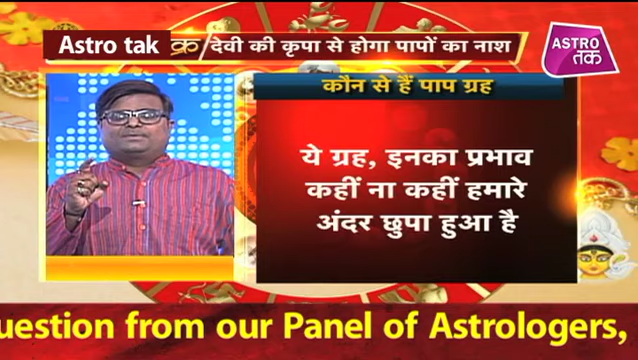 Astro tak क्र देवी की कृपा से होगा पापों का नाश
ASTRO
तक
कौन से हैं पाप ग्रह
ये ग्रह, इनका प्रभाव
कहीं ना कहीं हमारे
अंदर छुपा हुआ है
uestion from our Panel of Astrologers,